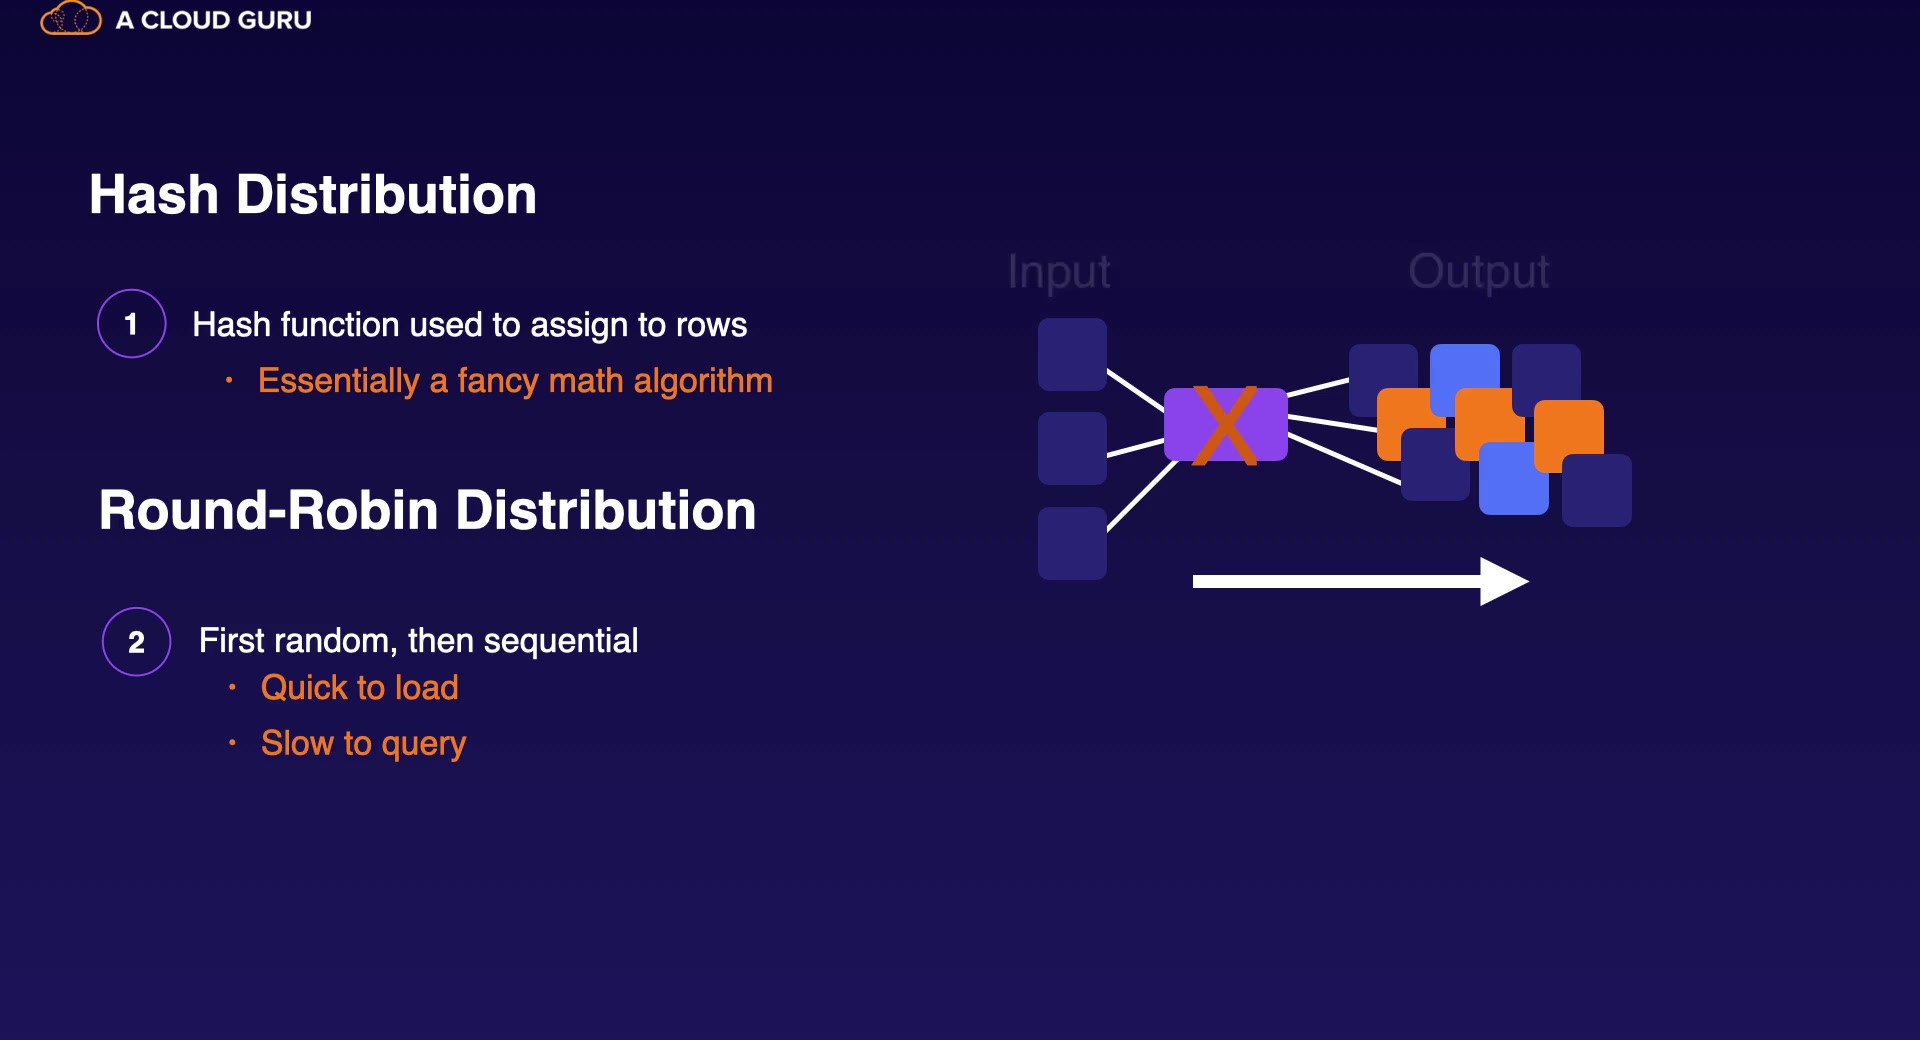 A CLOUD GURU
Hash Distribution
1 Hash function used to assign to rows
· Essentially a fancy math algorithm
Round-Robin Distribution
2 First random, then sequential
· Quick to load
· Slow to query
Input Output
X